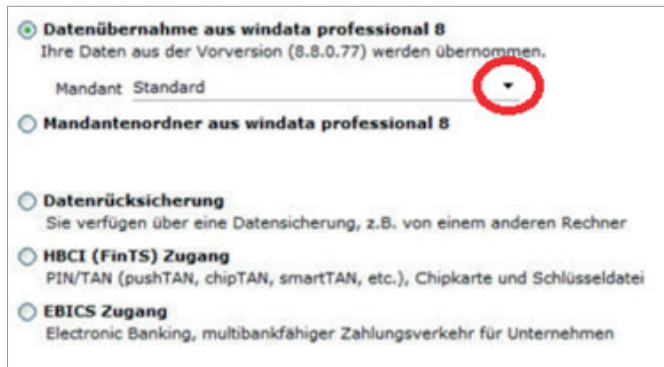 Datenübernahme aus windata professional 8
Ihre Daten aus der Vorversion (8.8.0.77) werden übernommen.
Mandant Standard
Mandantenordner aus windata professional 8
Datenrücksicherung
Sie verfügen über eine Datensicherung, z.B. von einem anderen Rechner
HBCI (FinTS) Zugang
PIN/TAN (pushTAN, chipTAN, smartTAN, etc.), Chipkarte und Schlüsseldatei
EBICS Zugang
Electronic Banking, multibankfähiger Zahlungsverkehr für Unternehmen